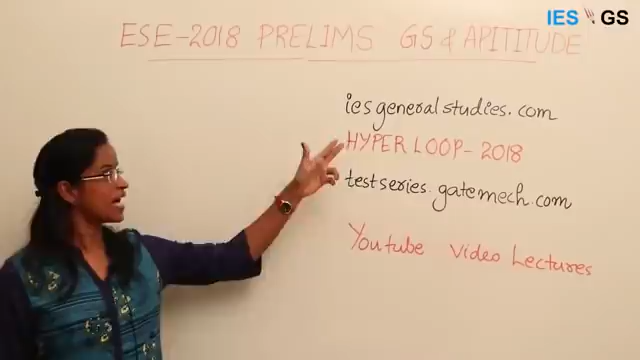 IES GS
ESE-2018 PRELIMS GS & APITITUDE
iesgeneralstudies.com
HYPER LOOP-2018
testseries.gatemech.com
Youtube Video Lectures